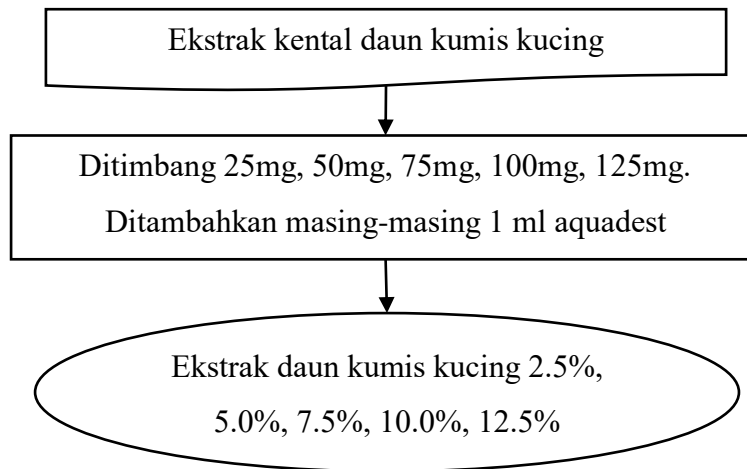 Ekstrak kental daun kumis kucing
Ditimbang 25mg, 50mg, 75mg, 100mg, 125mg.
Ditambahkan masing-masing 1 ml aquadest
Ekstrak daun kumis kucing 2.5%,
5.0%, 7.5%, 10.0%, 12.5%